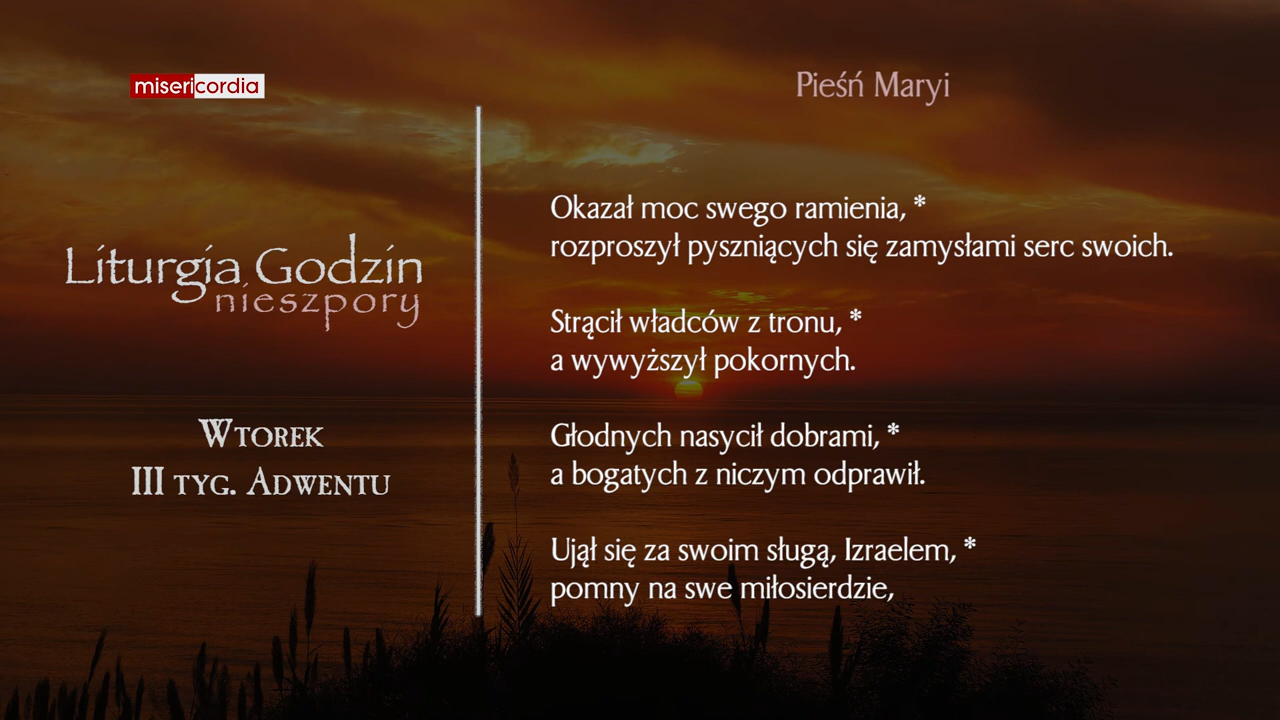 misericordia
Liturgia Godzin
nieszpory
Wtorek
III tyg. Adwentu
Pieśń Maryi
Okazał moc swego ramienia, *
rozproszył pyszniących się zamysłami serc swoich.
Strącił władców z tronu, *
a wywyższył pokornych.
Głodnych nasycił dobrami, *
a bogatych z niczym odprawił.
Ujął się za swoim sługą, Izraelem, *
pomny na swe miłosierdzie,